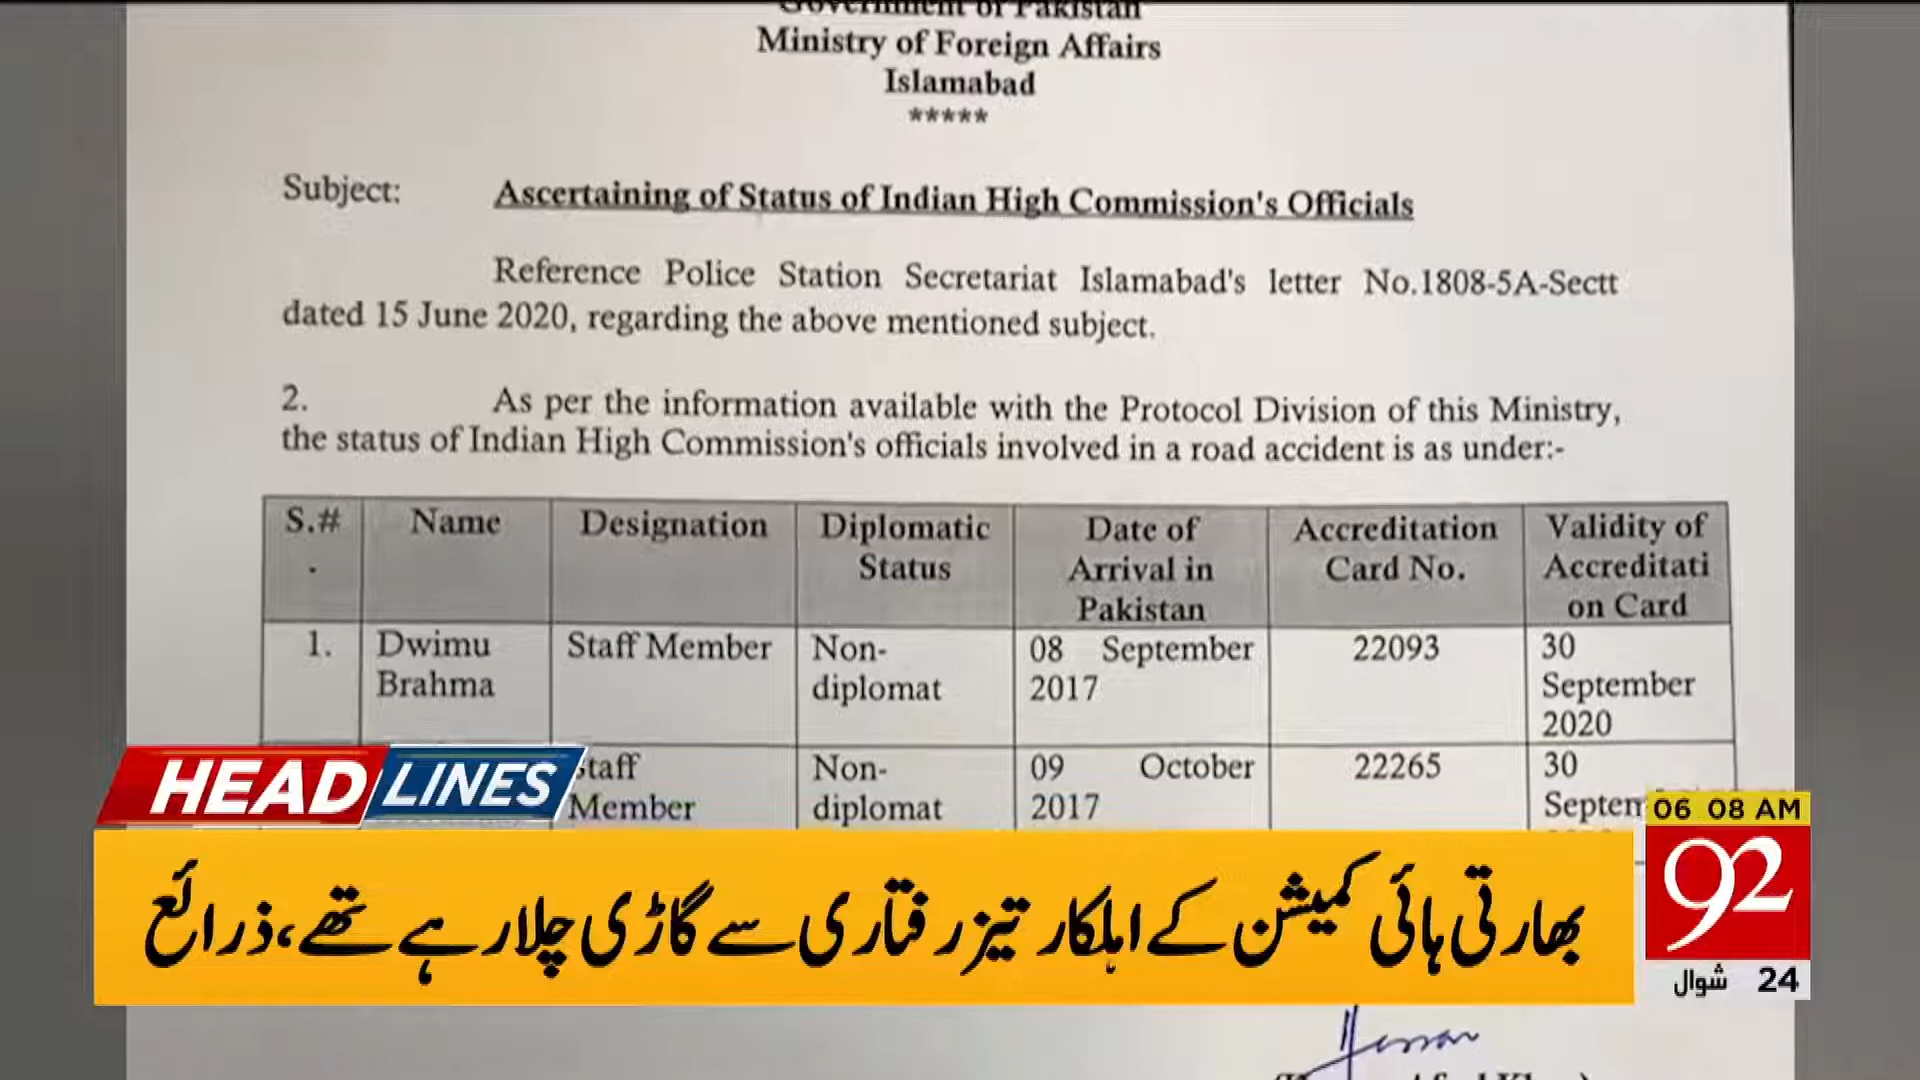 Government of Pakistan
Ministry of Foreign Affairs
Islamabad
*****
Subject: Ascertaining of Status of Indian High Commission's Officials
Reference Police Station Secretariat Islamabad's letter No.1808-5A-Sectt
dated 15 June 2020, regarding the above mentioned subject.
2. As per the information available with the Protocol Division of this Ministry,
the status of Indian High Commission's officials involved in a road accident is as under:-
S.# Name Designation Diplomatic Date of Accreditation Validity of
. Status Arrival in Card No. Accreditati
Pakistan on Card
1. Dwimu Staff Member Non- 08 September 22093 30
Brahma diplomat 2017 September
2020
Staff Non- 09 October 22265 30
Member diplomat 2017
HEADLINES
06 08 AM
بھارتی ہائی کمیشن کے اہلکار تیز رفتاری سے گاڑی چلا رہے تھے، ذرائع
92
24 شوال